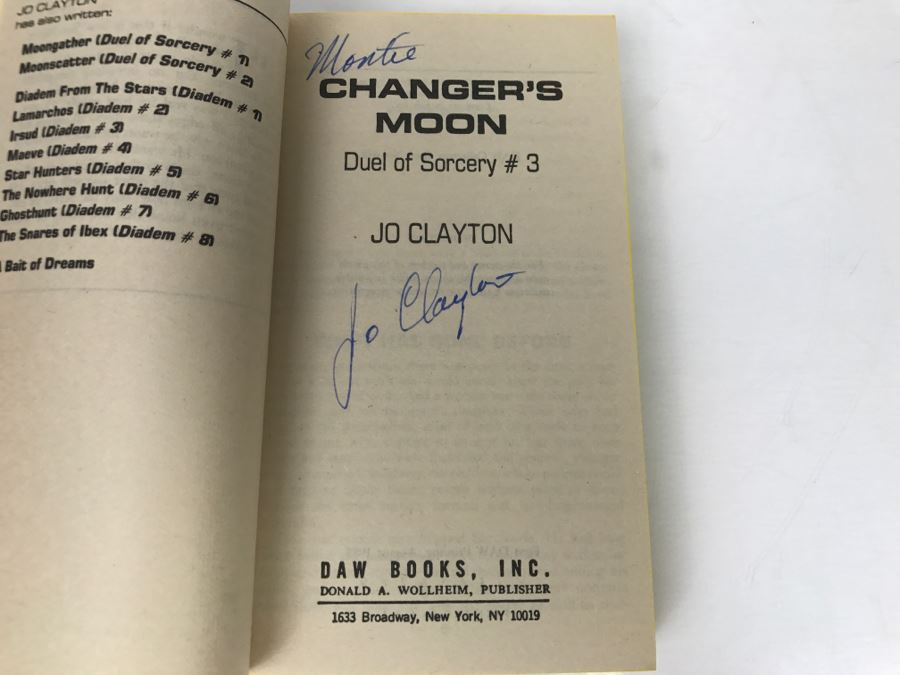 JO CLAYTON
has also written:
Moongather (Duel of Sorcery # 1)
Moonscatter (Duel of Sorcery # 2)
Diadem From The Stars (Diadem # 1)
Lamarchos (Diadem # 2)
Irsud (Diadem # 3)
Maeve (Diadem # 4)
Star Hunters (Diadem # 5)
The Nowhere Hunt (Diadem # 6)
Ghosthunt (Diadem # 7)
The Snares of Ibex (Diadem # 8)
A Bait of Dreams
Montie
CHANGER'S
MOON
Duel of Sorcery # 3
JO CLAYTON
Jo Clayton
DAW BOOKS, INC.
DONALD A. WOLLHEIM, PUBLISHER
1633 Broadway, New York, NY 10019